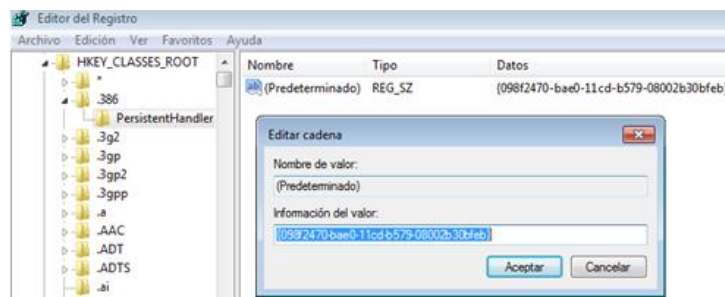 Editor del Registro
Archivo Edición Ver Favoritos Ayuda
HKEY_CLASSES_ROOT
*
.386
PersistentHandler
.3g2
.3gp
.3gp2
.3gpp
.a
.AAC
.ADT
.ADTS
.ai
Nombre Tipo Datos
ab (Predeterminado) REG_SZ {098f2470-bae0-11cd-b579-08002b30bfeb}
Editar cadena
Nombre de valor:
(Predeterminado)
Información del valor:
{098f2470-bae0-11cd-b579-08002b30bfeb}
Aceptar Cancelar